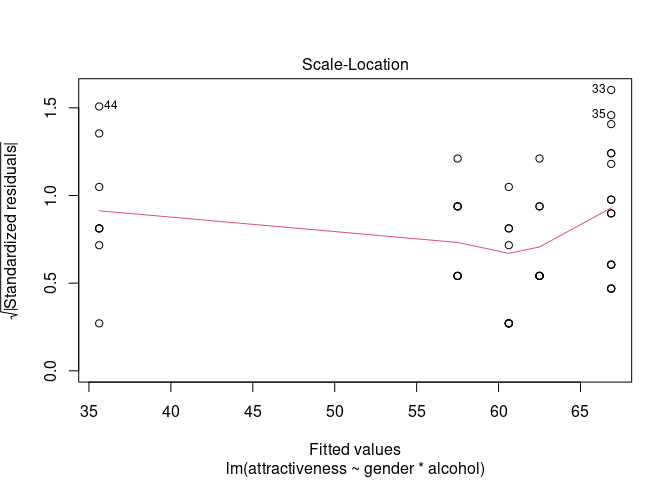 Scale-Location
√|Standardized residuals|
0.0 0.5 1.0 1.5
44
33
35
35 40 45 50 55 60 65
Fitted values
lm(attractiveness ~ gender * alcohol)